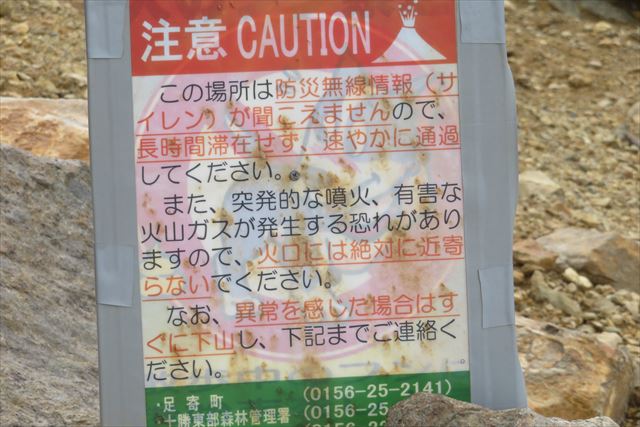 注意 CAUTION
この場所は防災無線情報（サ
イレン）が聞こえませんので、
長時間滞在せず、速やかに通過
してください。
また、突発的な噴火、有害な
火山ガスが発生する恐れがあり
ますので、火口には絶対に近寄
らないでください。
なお、異常を感じた場合はす
ぐに下山し、下記までご連絡く
ださい。
・足寄町 (0156-25-2141)
十勝東部森林管理署 (0156-25-